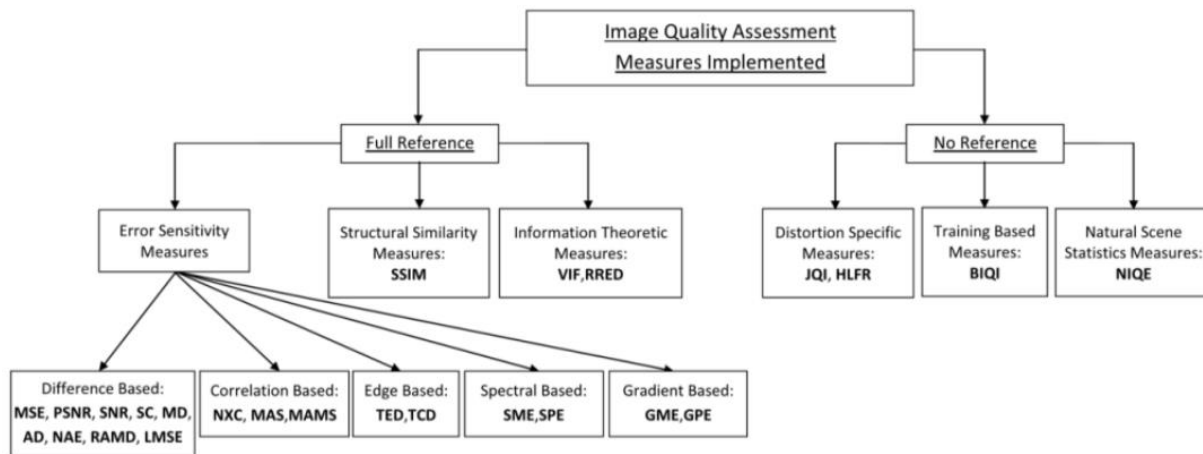 Image Quality Assessment
Measures Implemented
Full Reference
No Reference
Error Sensitivity
Measures
Structural Similarity
Measures:
SSIM
Information Theoretic
Measures:
VIF,RRED
Distortion Specific
Measures:
JQI, HLFR
Training Based
Measures:
BIQI
Natural Scene
Statistics Measures:
NIQE
Difference Based:
MSE, PSNR, SNR, SC, MD,
AD, NAE, RAMD, LMSE
Correlation Based:
NXC, MAS,MAMS
Edge Based:
TED,TCD
Spectral Based:
SME,SPE
Gradient Based:
GME,GPE